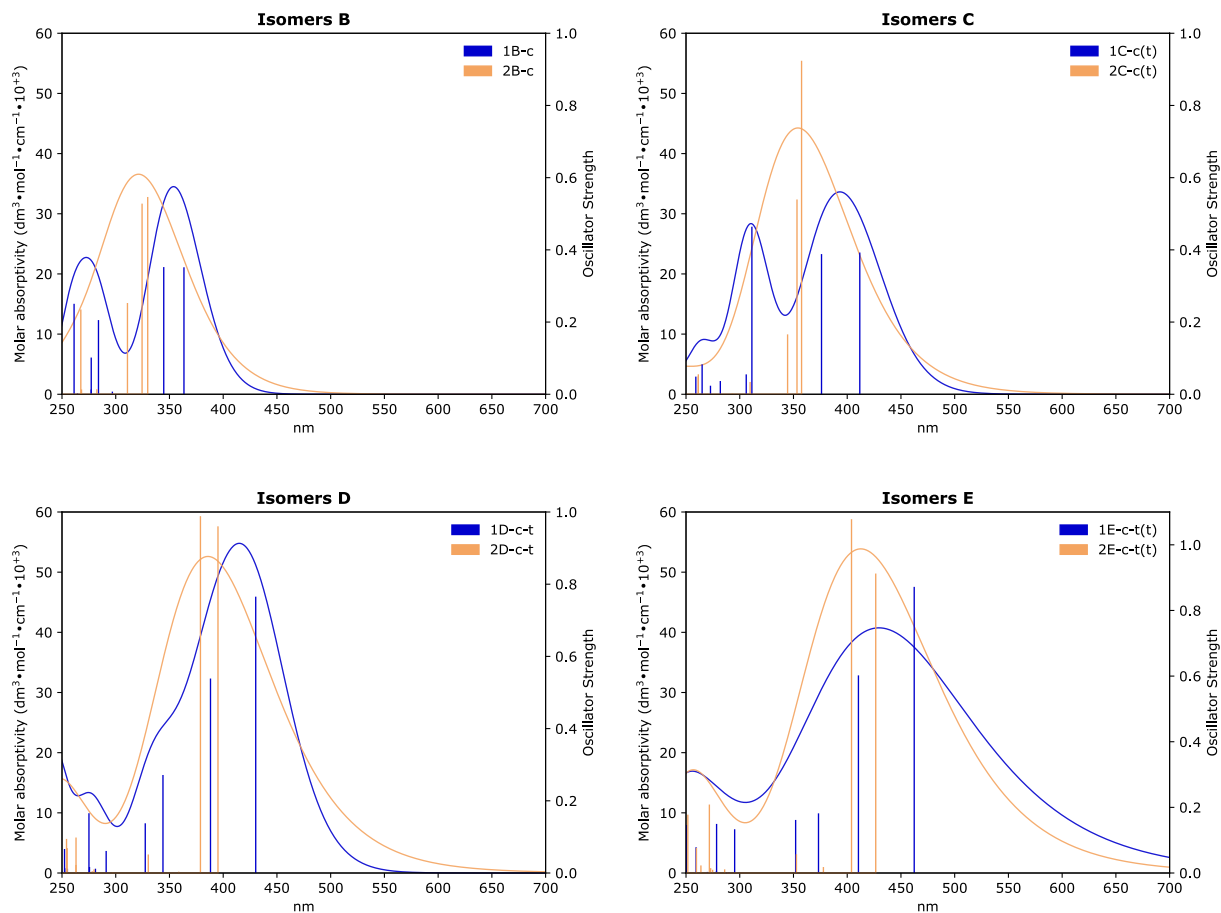 Isomers B
60
50
40
30
20
10
0
Molar absorptivity (dm³•mol⁻¹•cm⁻¹•10⁺³)
1B-c
2B-c
1.0
0.8
0.6
0.4
0.2
0.0
Oscillator Strength
250 300 350 400 450 500 550 600 650 700
nm
Isomers C
60
50
40
30
20
10
0
Molar absorptivity (dm³•mol⁻¹•cm⁻¹•10⁺³)
1C-c(t)
2C-c(t)
1.0
0.8
0.6
0.4
0.2
0.0
Oscillator Strength
250 300 350 400 450 500 550 600 650 700
nm
Isomers D
60
50
40
30
20
10
0
Molar absorptivity (dm³•mol⁻¹•cm⁻¹•10⁺³)
1D-c-t
2D-c-t
1.0
0.8
0.6
0.4
0.2
0.0
Oscillator Strength
250 300 350 400 450 500 550 600 650 700
nm
Isomers E
60
50
40
30
20
10
0
Molar absorptivity (dm³•mol⁻¹•cm⁻¹•10⁺³)
1E-c-t(t)
2E-c-t(t)
1.0
0.8
0.6
0.4
0.2
0.0
Oscillator Strength
250 300 350 400 450 500 550 600 650 700
nm